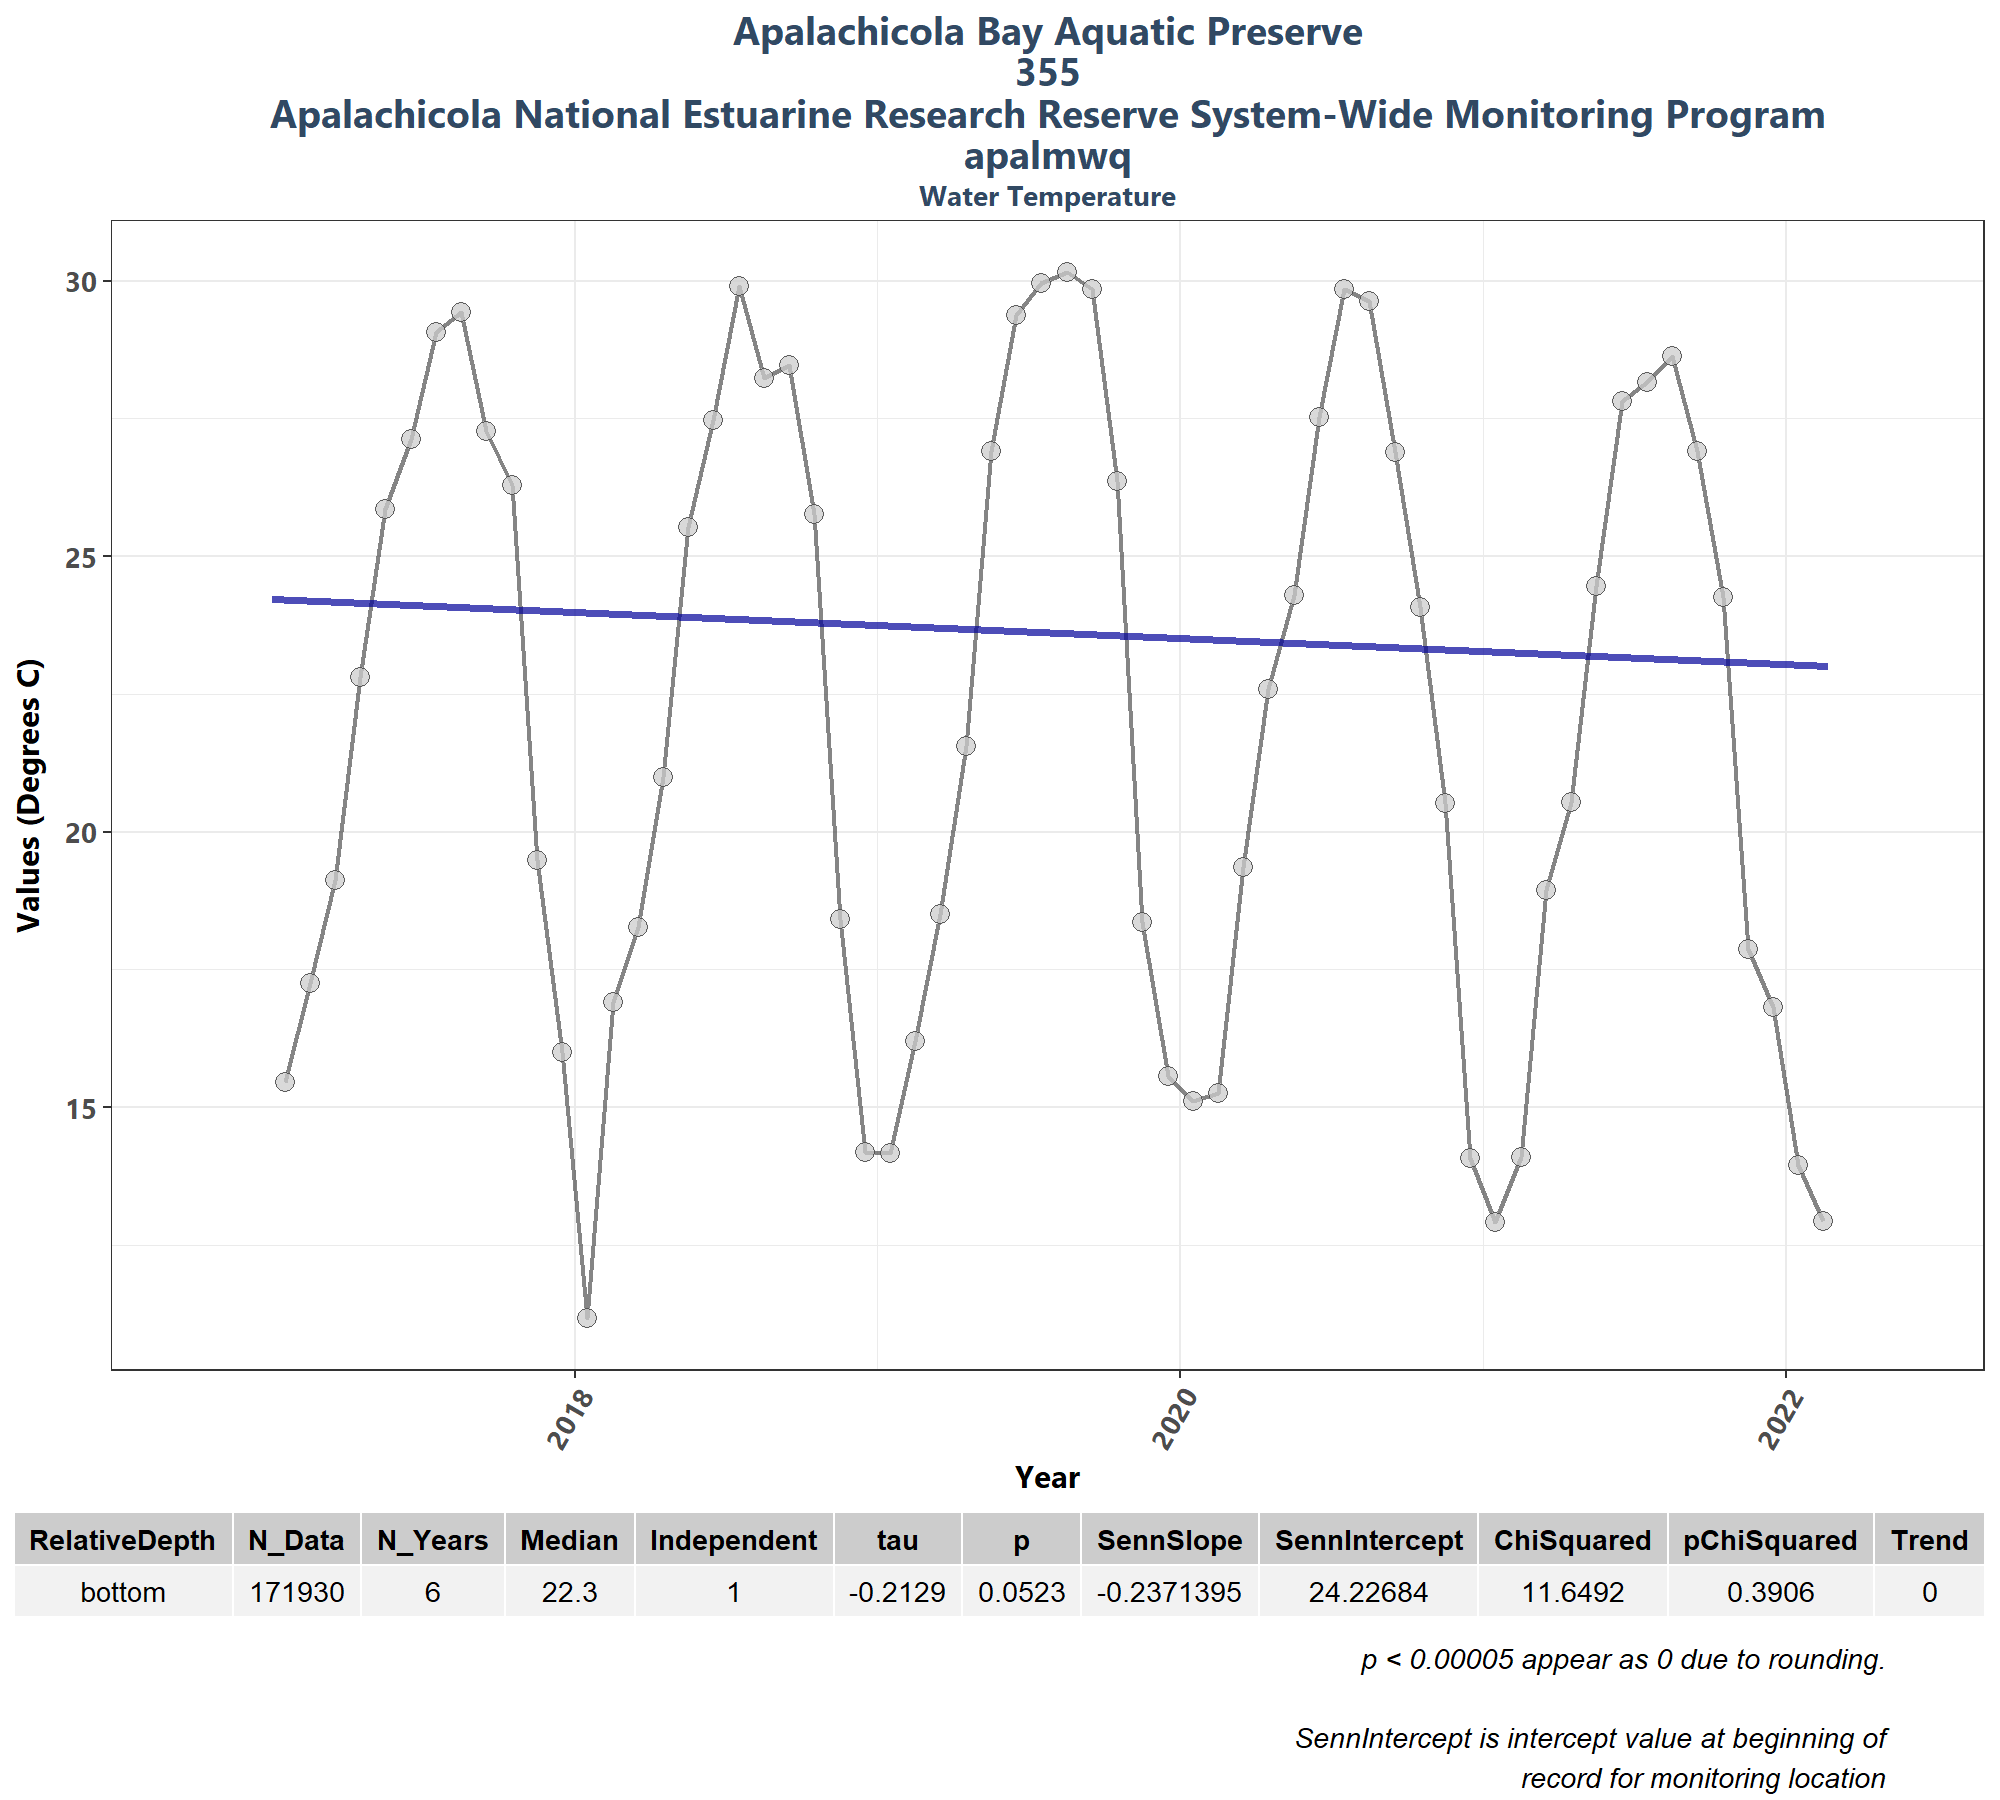 Apalachicola Bay Aquatic Preserve
355
Apalachicola National Estuarine Research Reserve System-Wide Monitoring Program
apalmwq
Water Temperature
30
25
20
15
Values (Degrees C)
2018
2020
2022
Year
RelativeDepth N_Data N_Years Median Independent tau p SennSlope SennIntercept ChiSquared pChiSquared Trend
bottom 171930 6 22.3 1 -0.2129 0.0523 -0.2371395 24.22684 11.6492 0.3906 0
p < 0.00005 appear as 0 due to rounding.
SennIntercept is intercept value at beginning of
record for monitoring location